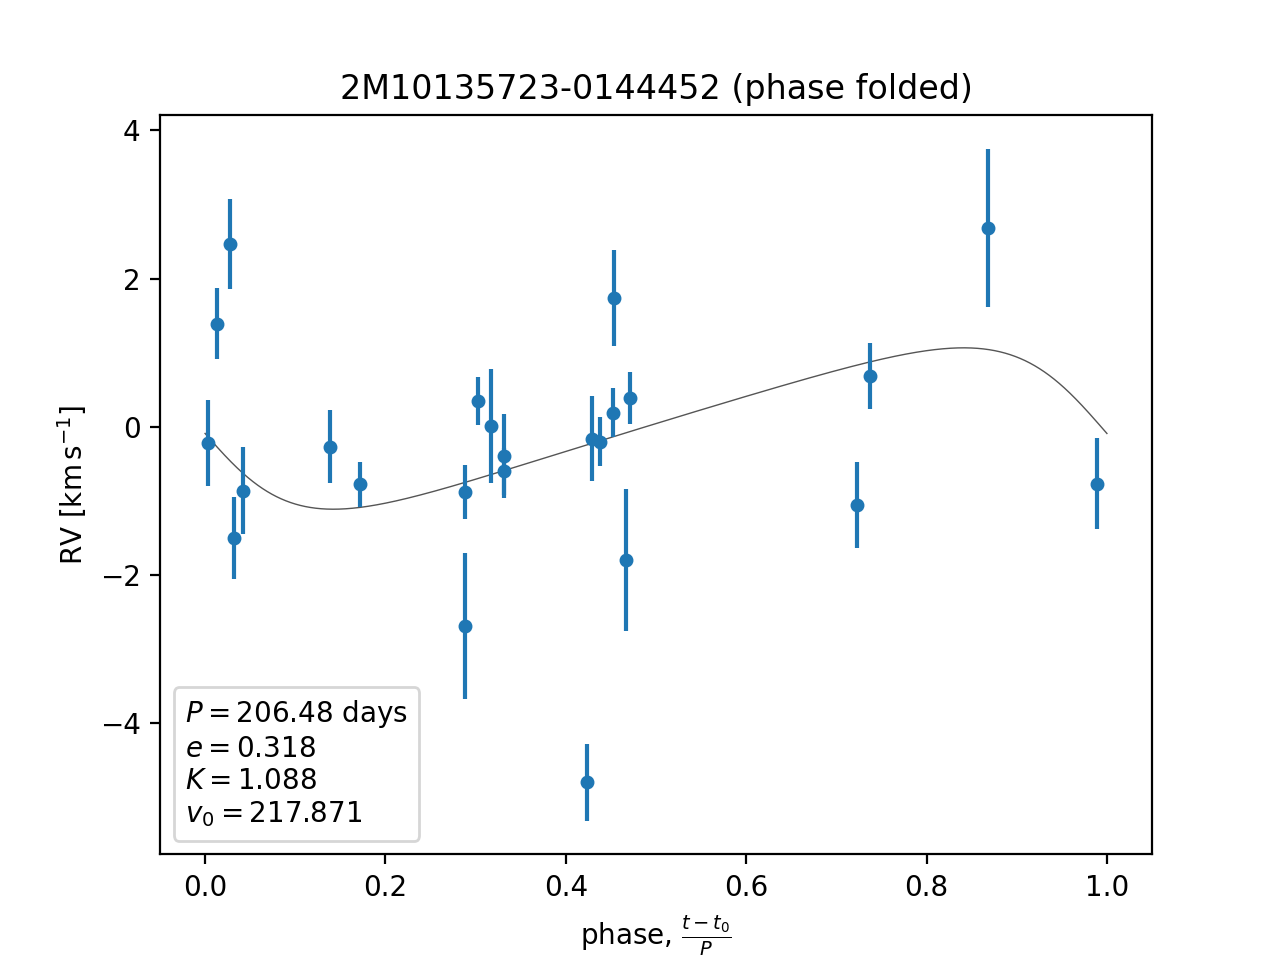 2M10135723-0144452 (phase folded)
4
2
0
−2
−4
RV [km s⁻¹]
P = 206.48 days
e = 0.318
K = 1.088
v₀ = 217.871
0.0 0.2 0.4 0.6 0.8 1.0
phase, (t − t₀)/P